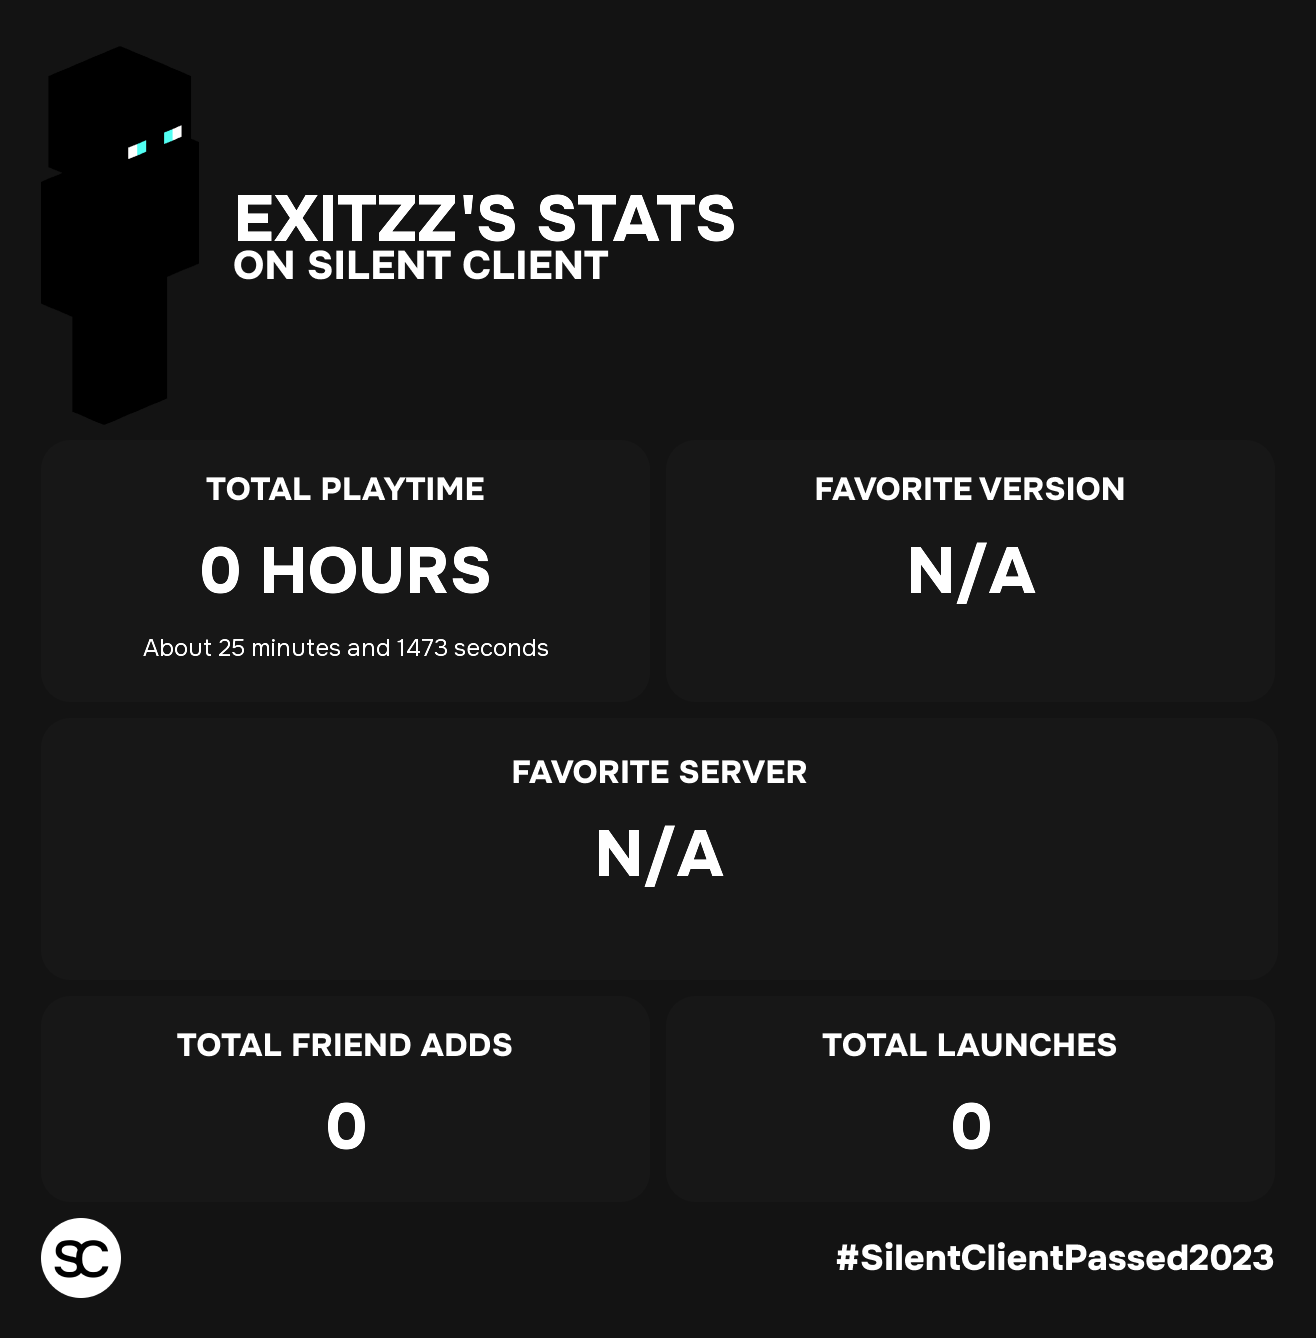 EXITZZ'S STATS
ON SILENT CLIENT
TOTAL PLAYTIME
0 HOURS
About 25 minutes and 1473 seconds
FAVORITE VERSION
N/A
FAVORITE SERVER
N/A
TOTAL FRIEND ADDS
0
TOTAL LAUNCHES
0
SC
#SilentClientPassed2023